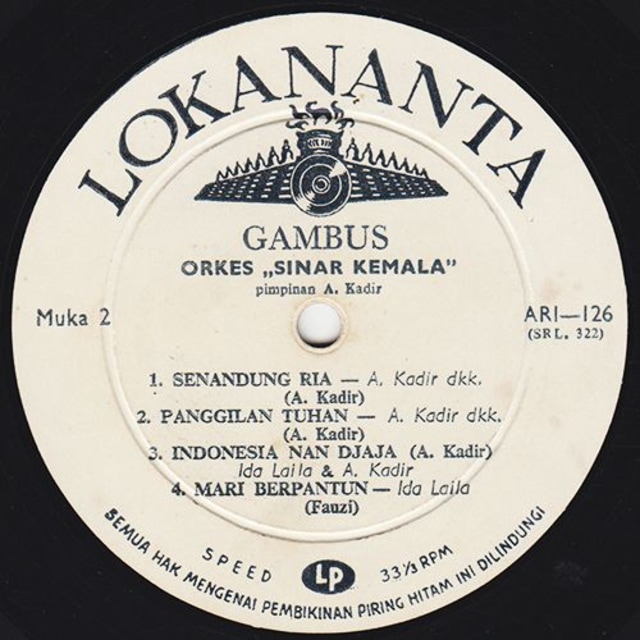 LOKANANTA
GAMBUS
ORKES „SINAR KEMALA”
pimpinan A. Kadir
Muka 2
ARI—126
(SRL. 322)
1. SENANDUNG RIA — A. Kadir dkk.
(A. Kadir)
2. PANGGILAN TUHAN — A. Kadir dkk.
(A. Kadir)
3. INDONESIA NAN DJAJA (A. Kadir)
Ida Laila & A. Kadir
4. MARI BERPANTUN — Ida Laila
(Fauzi)
SPEED LP 33⅓ RPM
SEMUA HAK MENGENAI PEMBIKINAN PIRING HITAM INI DILINDUNGI